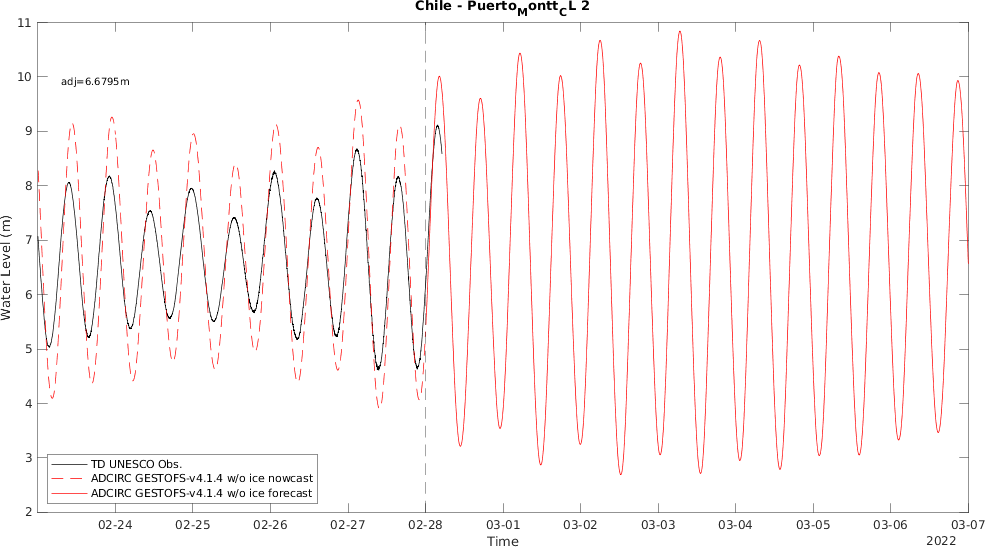 Chile - Puerto_Montt_CL 2
adj=6.6795m
11
10
9
8
7
6
5
4
3
2
Water Level (m)
TD UNESCO Obs.
ADCIRC GESTOFS-v4.1.4 w/o ice nowcast
ADCIRC GESTOFS-v4.1.4 w/o ice forecast
02-24 02-25 02-26 02-27 02-28 03-01 03-02 03-03 03-04 03-05 03-06 03-07
Time
2022